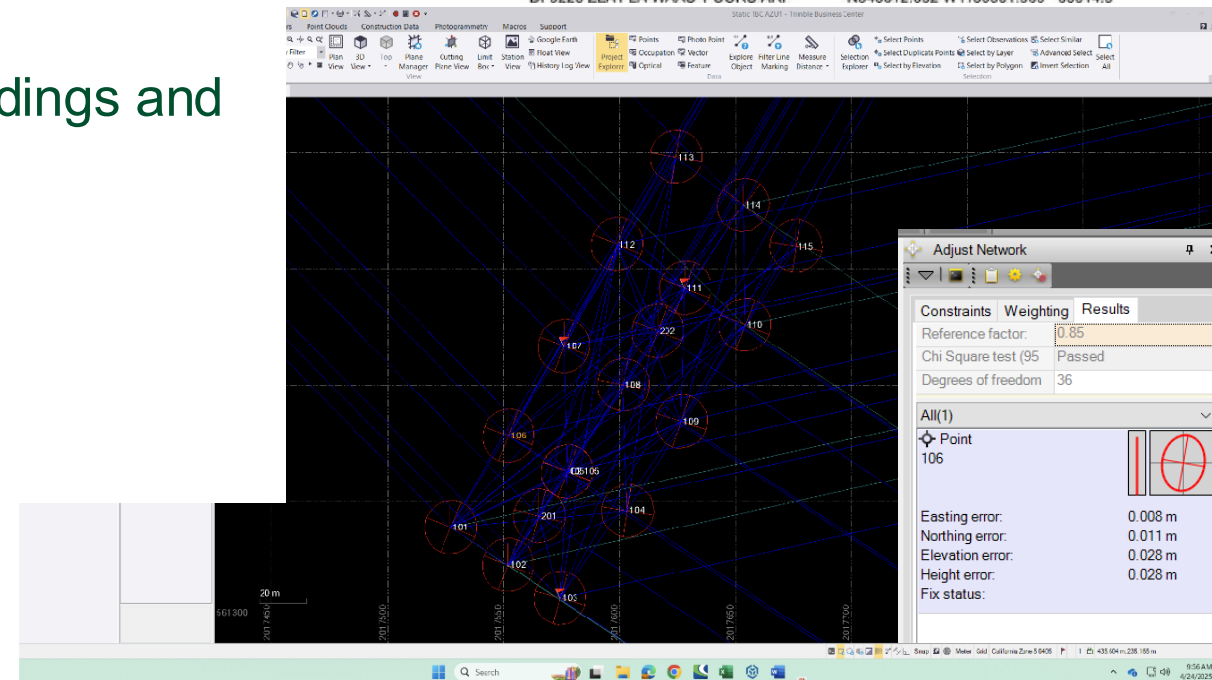 dings and
Static TBC AZU1 - Trimble Business Center
Point Clouds Construction Data Photogrammetry Macros Support
Filter
Plan View
3D View
Top
Plane Manager
Cutting Plane View
Limit Box
Station View
Google Earth
Float View
History Log View
View
Project Explorer
Points
Occupation
Optical
Photo Point
Vector
Feature
Explore Object
Filter Line Marking
Measure Distance
Data
Selection Explorer
Select Points
Select Duplicate Points
Select by Elevation
Select Observations
Select by Layer
Select by Polygon
Select Similar
Advanced Select
Invert Selection
Select All
Selection
113
114
112
115
111
202
110
107
108
109
106
105
201
104
101
102
103
20 m
561300
2017450
2017500
2017550
2017600
2017650
2017700
Adjust Network
Constraints Weighting Results
Reference factor: 0.85
Chi Square test (95 Passed
Degrees of freedom 36
All(1)
Point
106
Easting error: 0.008 m
Northing error: 0.011 m
Elevation error: 0.028 m
Height error: 0.028 m
Fix status:
Snap Meter Grid California Zone 5 0405
Search
9:56 AM
4/24/2025